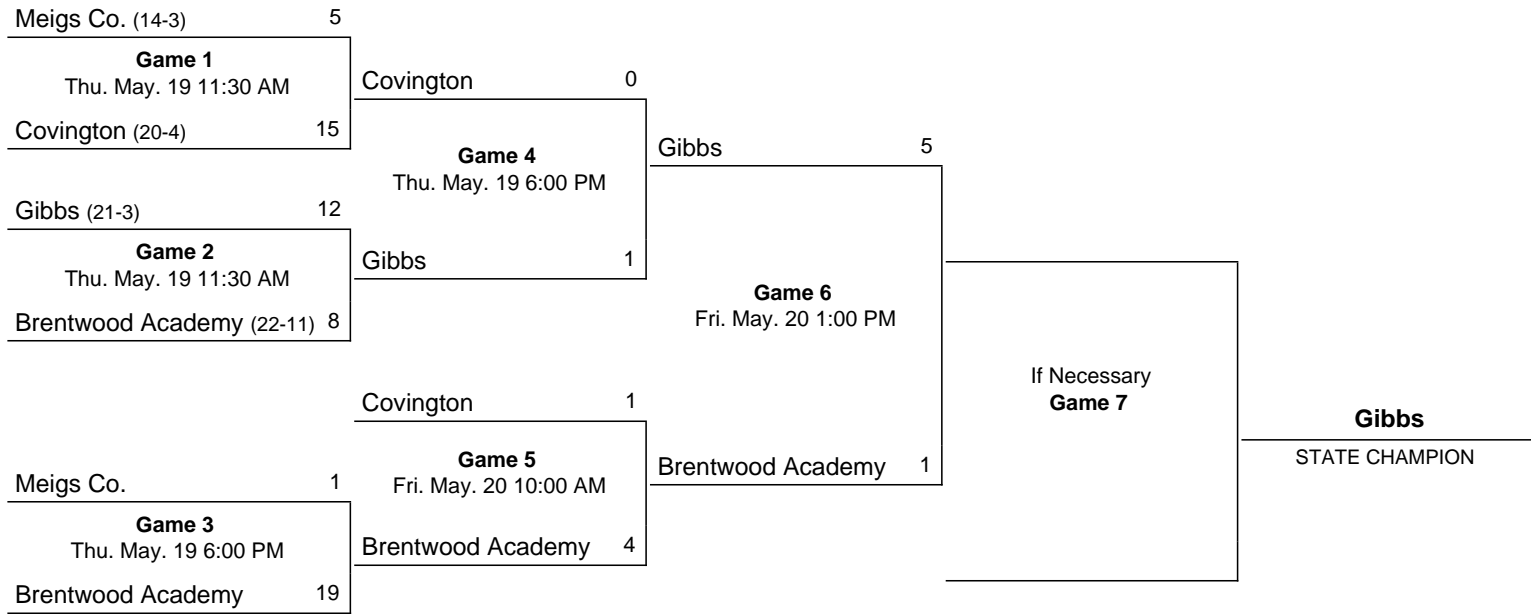 Meigs Co. (14-3) 5
Game 1
Thu. May. 19 11:30 AM
Covington (20-4) 15
Gibbs (21-3) 12
Game 2
Thu. May. 19 11:30 AM
Brentwood Academy (22-11) 8
Meigs Co. 1
Game 3
Thu. May. 19 6:00 PM
Brentwood Academy 19
Covington 0
Game 4
Thu. May. 19 6:00 PM
Gibbs 1
Covington 1
Game 5
Fri. May. 20 10:00 AM
Brentwood Academy 4
Gibbs 5
Game 6
Fri. May. 20 1:00 PM
Brentwood Academy 1
If Necessary
Game 7
Gibbs
STATE CHAMPION